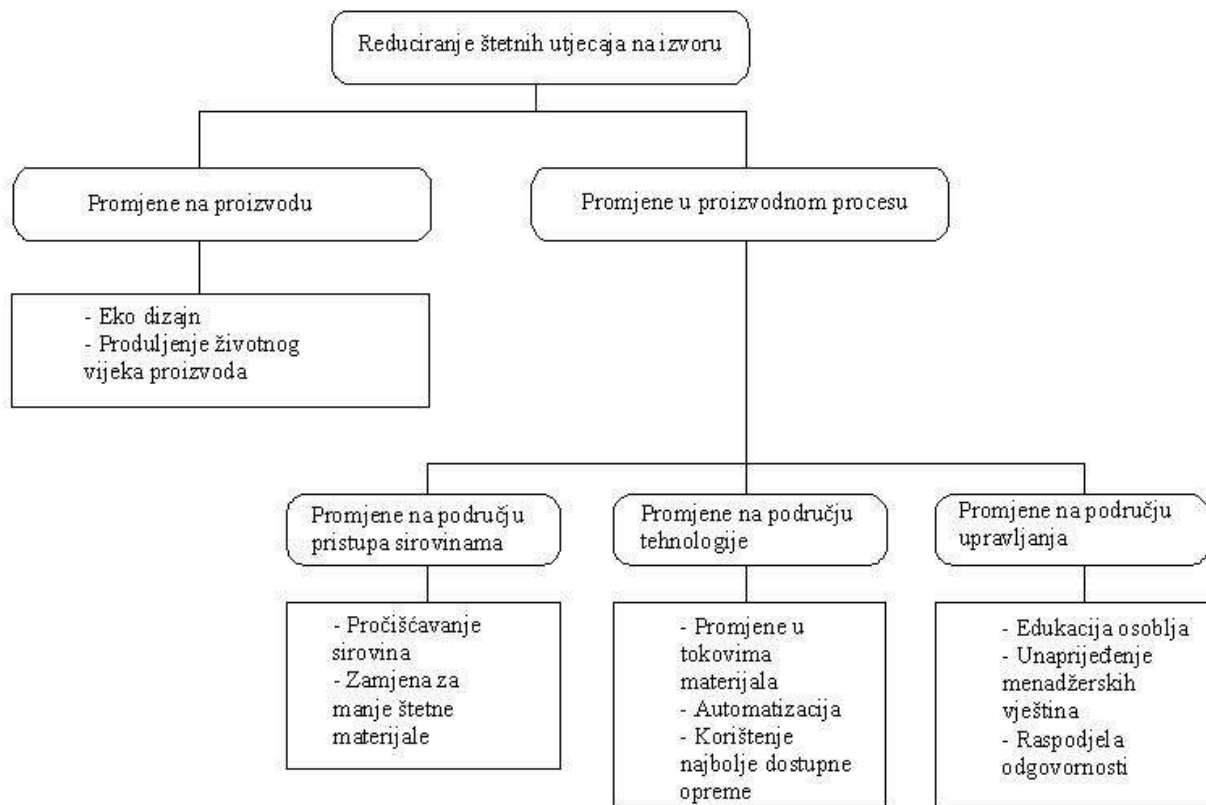 Reduciranje štetnih utjecaja na izvoru
Promjene na proizvodu
Promjene u proizvodnom procesu
- Eko dizajn
- Produljenje životnog
vijeka proizvoda
Promjene na području
pristupa sirovinama
Promjene na području
tehnologije
Promjene na području
upravljanja
- Pročišćavanje
sirovina
- Zamjena za
manje štetne
materijale
- Promjene u
tokovima
materijala
- Automatizacija
- Korištenje
najbolje dostupne
opreme
- Edukacija osoblja
- Unaprijeđenje
menadžerskih
vještina
- Raspodjela
odgovornosti